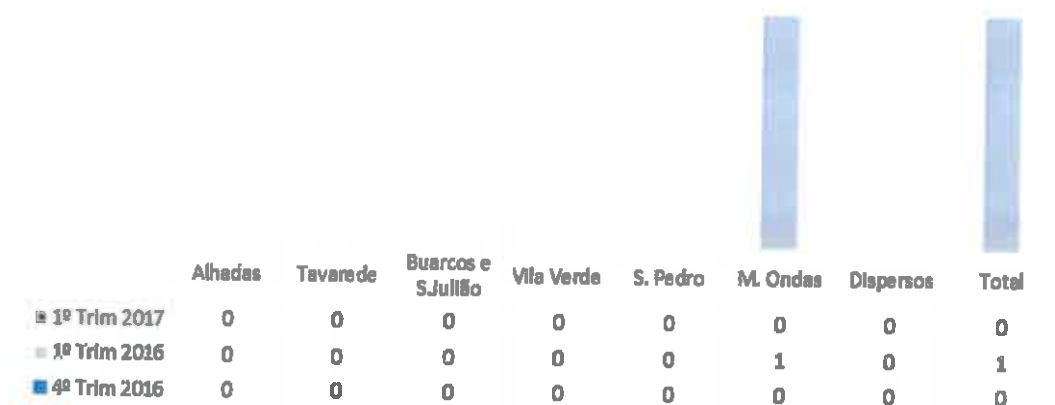 Alhadas Tavarede Buarcos e S.Julião Vila Verde S. Pedro M. Ondas Dispersos Total
1º Trim 2017 0 0 0 0 0 0 0 0
1º Trim 2016 0 0 0 0 0 1 0 1
4º Trim 2016 0 0 0 0 0 0 0 0